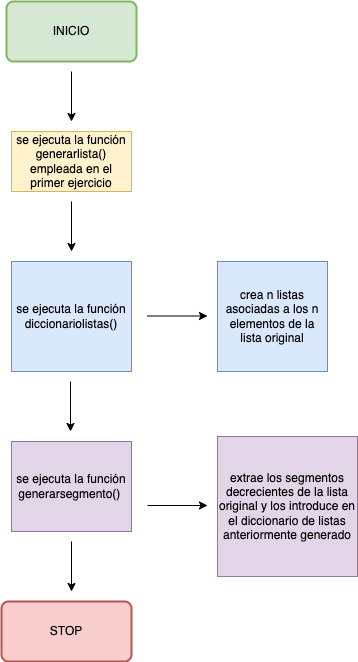 INICIO
se ejecuta la función
generarlista()
empleada en el
primer ejercicio
se ejecuta la función
diccionariolistas()
crea n listas
asociadas a los n
elementos de la
lista original
se ejecuta la función
generarsegmento()
extrae los segmentos
decrecientes de la lista
original y los introduce en
el diccionario de listas
anteriormente generado
STOP